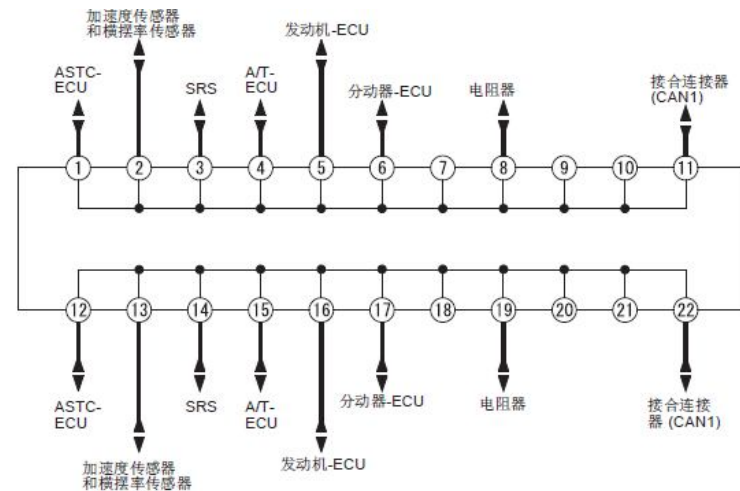 加速度传感器
和横摆率传感器
发动机-ECU
ASTC-
ECU
SRS
A/T-
ECU
分动器-ECU
电阻器
接合连接器
(CAN1)
1 2 3 4 5 6 7 8 9 10 11
12 13 14 15 16 17 18 19 20 21 22
ASTC-
ECU
SRS
A/T-
ECU
分动器-ECU
电阻器
接合连接
器 (CAN1)
加速度传感器
和横摆率传感器
发动机-ECU